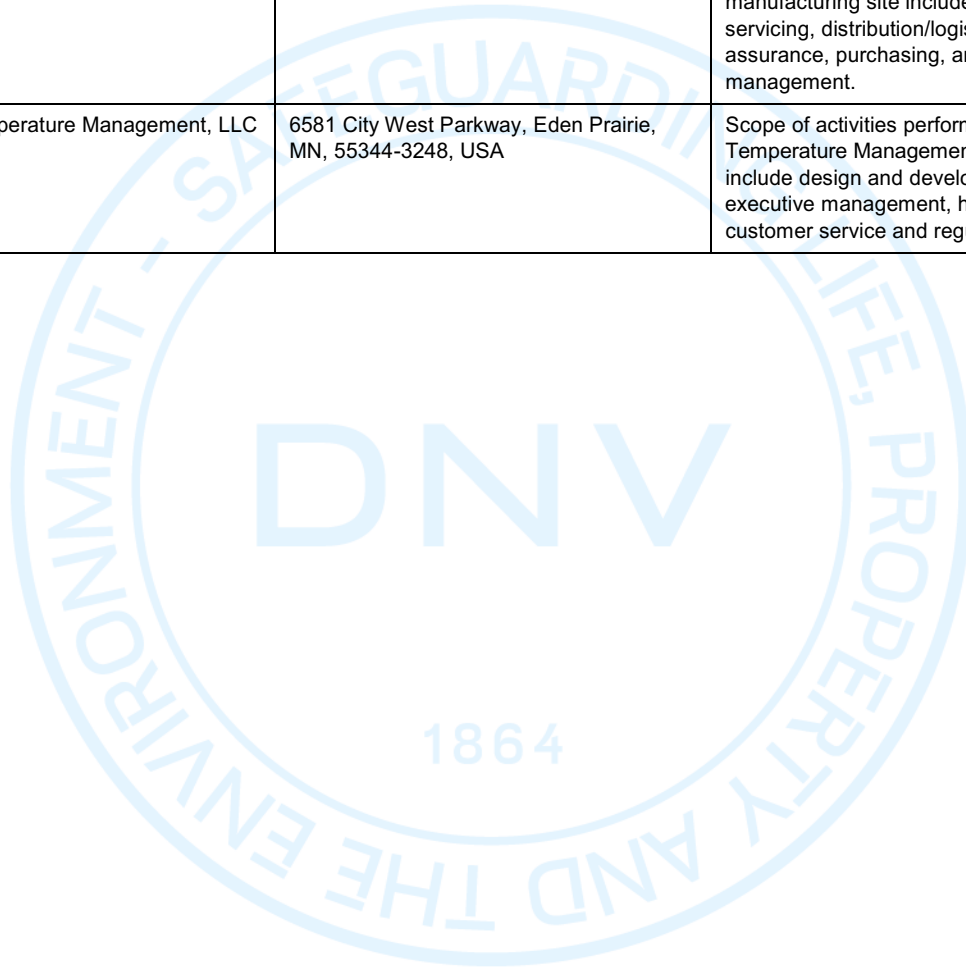 manufacturing site include
servicing, distribution/logis
assurance, purchasing, an
management.
perature Management, LLC
6581 City West Parkway, Eden Prairie,
MN, 55344-3248, USA
Scope of activities perform
Temperature Managemen
include design and develo
executive management, h
customer service and reg
SAFEGUARDING LIFE, PROPERTY AND THE ENVIRONMENT –
DNV
1864